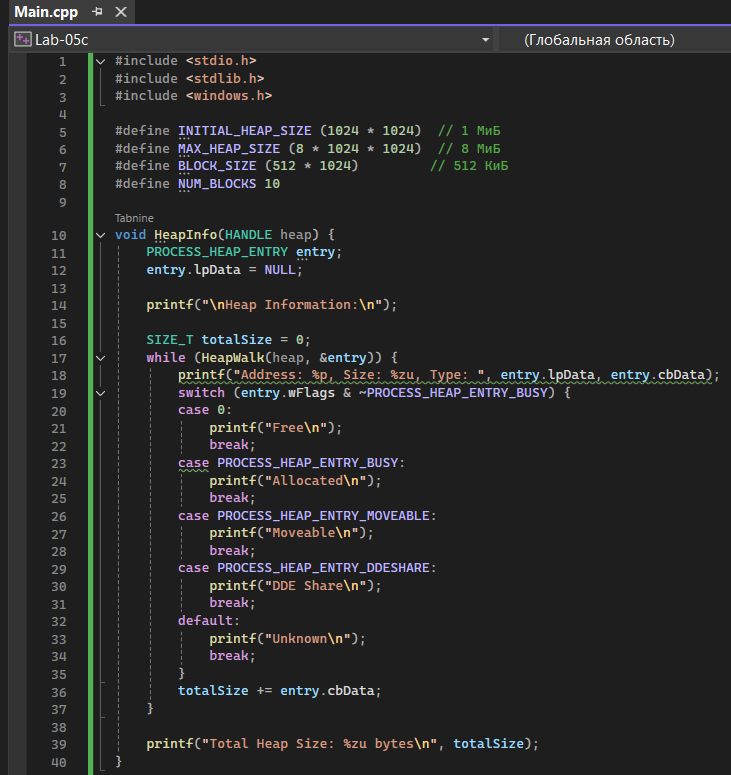 Main.cpp
Lab-05c (Глобальная область)
1 #include <stdio.h>
2 #include <stdlib.h>
3 #include <windows.h>
4
5 #define INITIAL_HEAP_SIZE (1024 * 1024)  // 1 МиБ
6 #define MAX_HEAP_SIZE (8 * 1024 * 1024)  // 8 МиБ
7 #define BLOCK_SIZE (512 * 1024)         // 512 КиБ
8 #define NUM_BLOCKS 10
9
Tabnine
10 void HeapInfo(HANDLE heap) {
11     PROCESS_HEAP_ENTRY entry;
12     entry.lpData = NULL;
13
14     printf("\nHeap Information:\n");
15
16     SIZE_T totalSize = 0;
17     while (HeapWalk(heap, &entry)) {
18         printf("Address: %p, Size: %zu, Type: ", entry.lpData, entry.cbData);
19         switch (entry.wFlags & ~PROCESS_HEAP_ENTRY_BUSY) {
20         case 0:
21             printf("Free\n");
22             break;
23         case PROCESS_HEAP_ENTRY_BUSY:
24             printf("Allocated\n");
25             break;
26         case PROCESS_HEAP_ENTRY_MOVEABLE:
27             printf("Moveable\n");
28             break;
29         case PROCESS_HEAP_ENTRY_DDESHARE:
30             printf("DDE Share\n");
31             break;
32         default:
33             printf("Unknown\n");
34             break;
35         }
36         totalSize += entry.cbData;
37     }
38
39     printf("Total Heap Size: %zu bytes\n", totalSize);
40 }